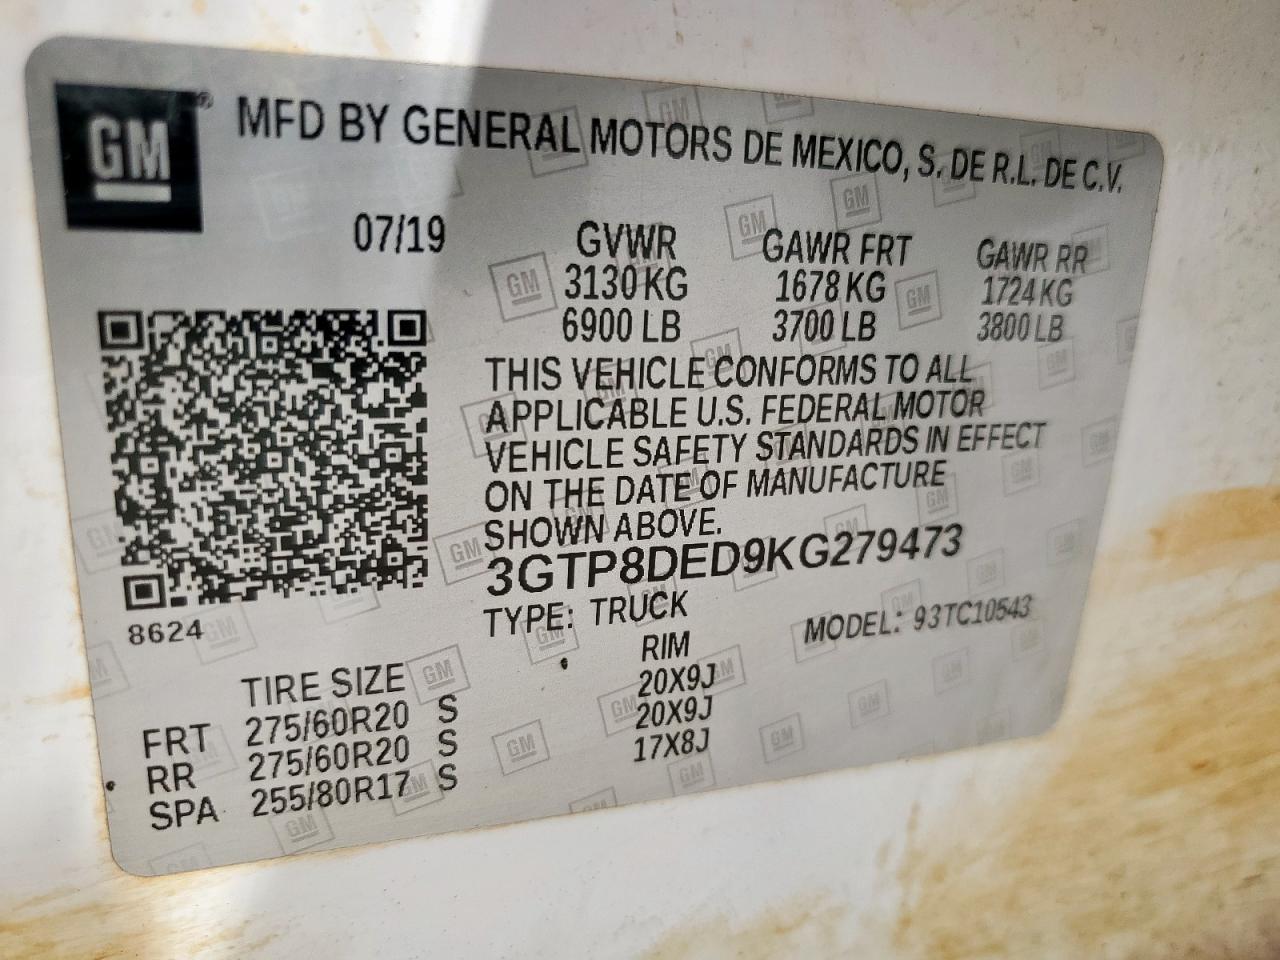 GM® MFD BY GENERAL MOTORS DE MEXICO, S. DE R.L. DE C.V.
07/19 GVWR GAWR FRT GAWR RR
3130 KG 1678 KG 1724 KG
6900 LB 3700 LB 3800 LB
THIS VEHICLE CONFORMS TO ALL
APPLICABLE U.S. FEDERAL MOTOR
VEHICLE SAFETY STANDARDS IN EFFECT
ON THE DATE OF MANUFACTURE
SHOWN ABOVE.
3GTP8DED9KG279473
8624
TYPE: TRUCK MODEL: 93TC10543
TIRE SIZE RIM
FRT 275/60R20 S 20X9J
RR 275/60R20 S 20X9J
SPA 255/80R17 S 17X8J